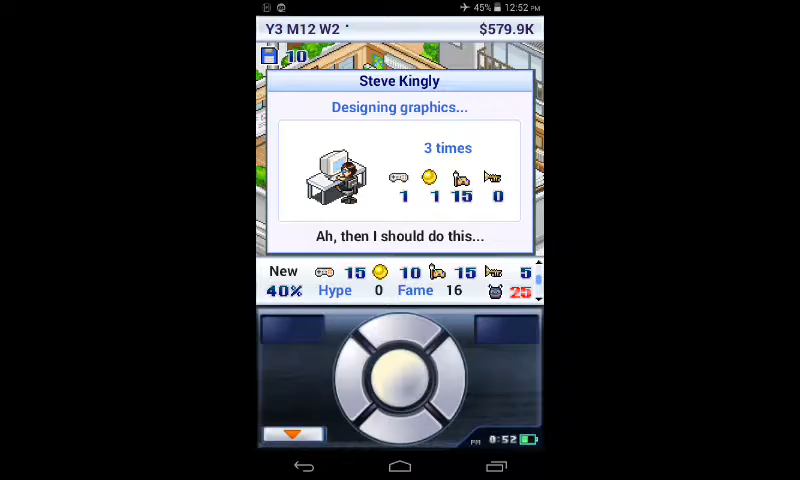 45% 12:52 PM
Y3 M12 W2 $579.9K
10
Steve Kingly
Designing graphics...
3 times
1 1 15 0
Ah, then I should do this...
New 15 10 15 5
40% Hype 0 Fame 16 25
PM 0:52